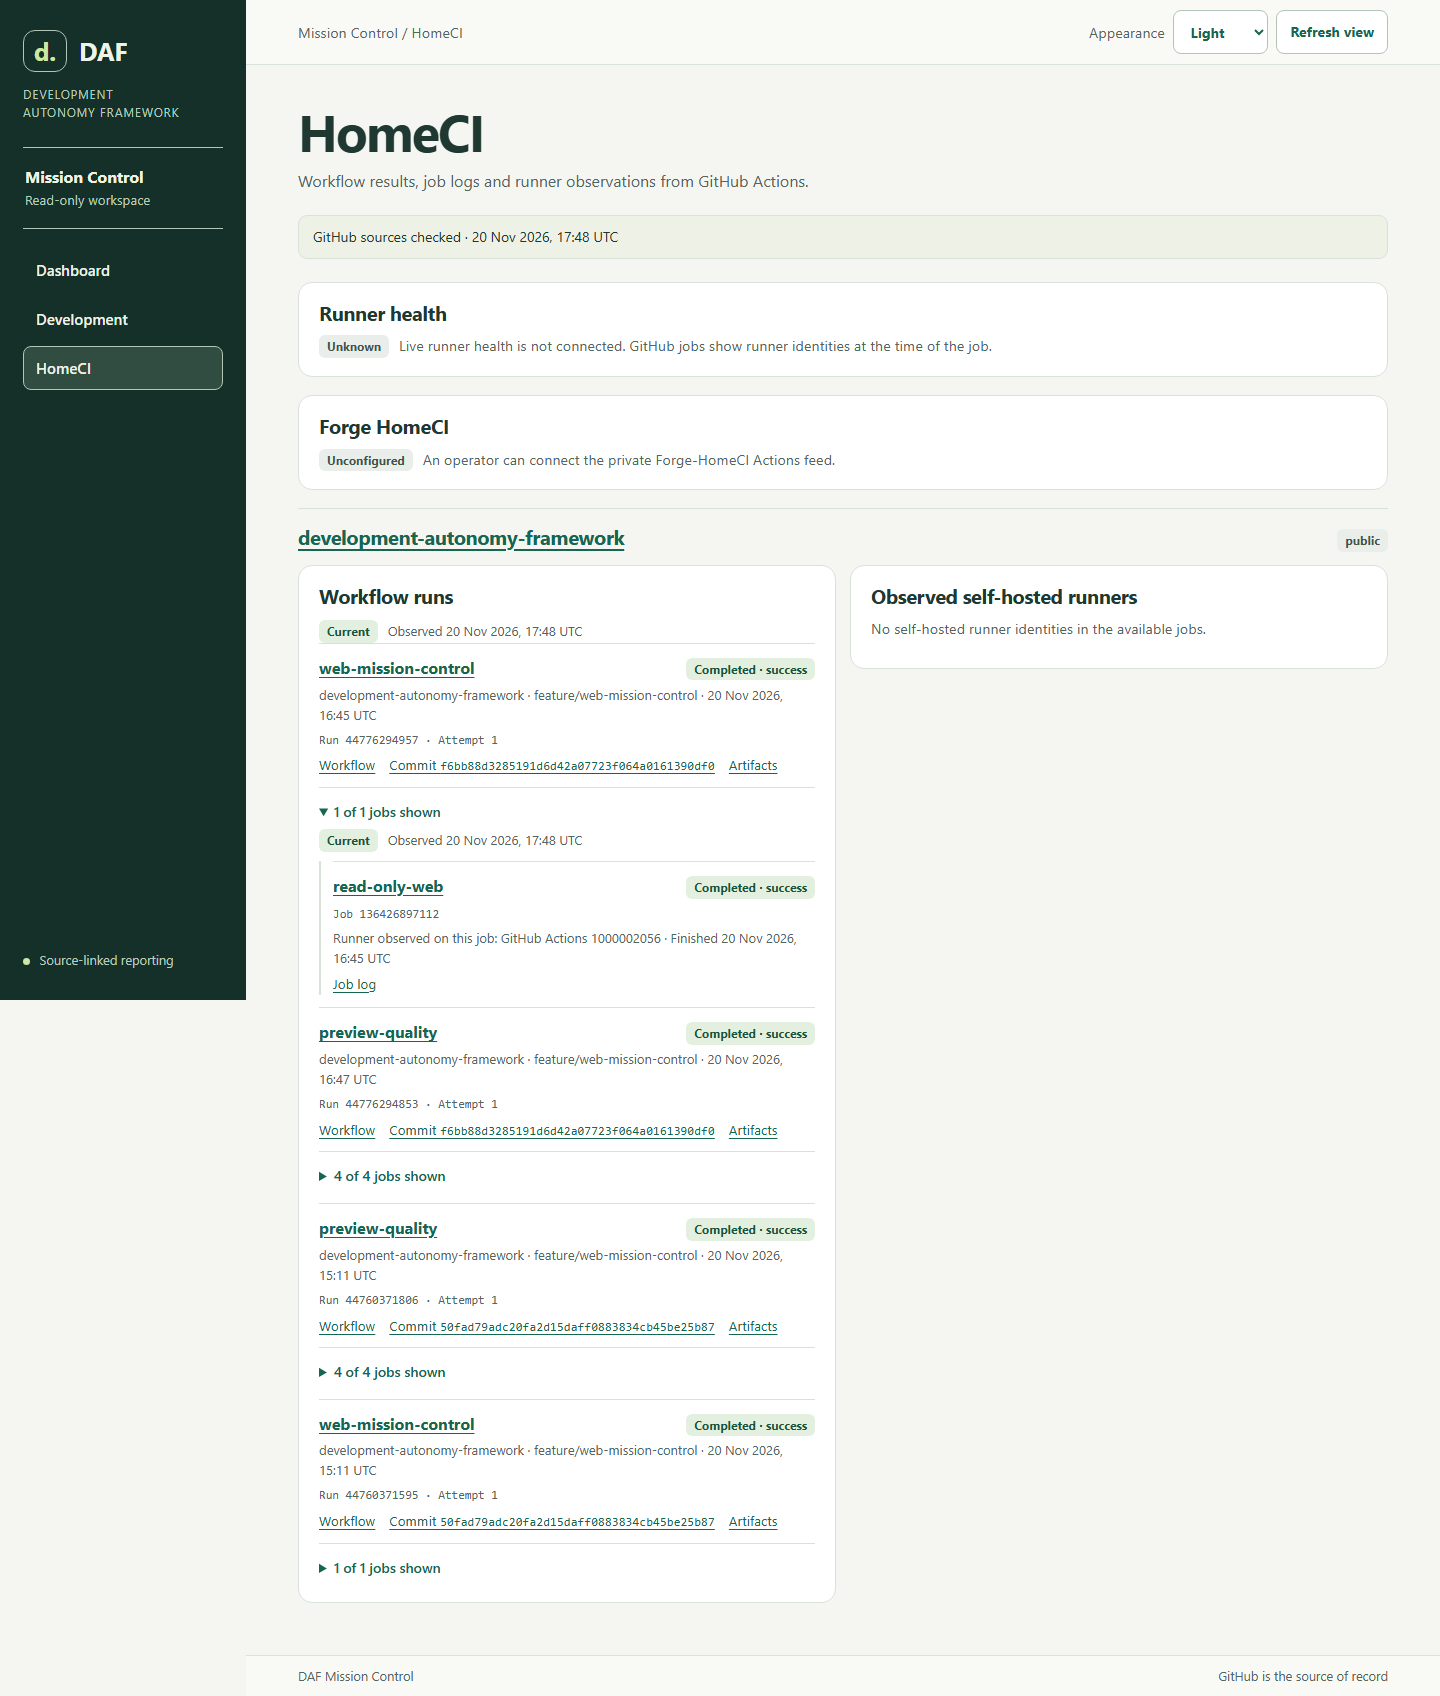 d. DAF
DEVELOPMENT
AUTONOMY FRAMEWORK
Mission Control
Read-only workspace
Dashboard
Development
HomeCI
Source-linked reporting
Mission Control / HomeCI
Appearance Light Refresh view
HomeCI
Workflow results, job logs and runner observations from GitHub Actions.
GitHub sources checked · 20 Nov 2026, 17:48 UTC
Runner health
Unknown Live runner health is not connected. GitHub jobs show runner identities at the time of the job.
Forge HomeCI
Unconfigured An operator can connect the private Forge-HomeCI Actions feed.
development-autonomy-framework public
Workflow runs
Current Observed 20 Nov 2026, 17:48 UTC
web-mission-control Completed · success
development-autonomy-framework · feature/web-mission-control · 20 Nov 2026,
16:45 UTC
Run 44776294957 · Attempt 1
Workflow Commit f6bb88d3285191d6d42a07723f064a0161390df0 Artifacts
▼ 1 of 1 jobs shown
Current Observed 20 Nov 2026, 17:48 UTC
read-only-web Completed · success
Job 136426897112
Runner observed on this job: GitHub Actions 1000002056 · Finished 20 Nov 2026,
16:45 UTC
Job log
preview-quality Completed · success
development-autonomy-framework · feature/web-mission-control · 20 Nov 2026,
16:47 UTC
Run 44776294853 · Attempt 1
Workflow Commit f6bb88d3285191d6d42a07723f064a0161390df0 Artifacts
▶ 4 of 4 jobs shown
preview-quality Completed · success
development-autonomy-framework · feature/web-mission-control · 20 Nov 2026,
15:11 UTC
Run 44760371806 · Attempt 1
Workflow Commit 50fad79adc20fa2d15daff0883834cb45be25b87 Artifacts
▶ 4 of 4 jobs shown
web-mission-control Completed · success
development-autonomy-framework · feature/web-mission-control · 20 Nov 2026,
15:11 UTC
Run 44760371595 · Attempt 1
Workflow Commit 50fad79adc20fa2d15daff0883834cb45be25b87 Artifacts
▶ 1 of 1 jobs shown
Observed self-hosted runners
No self-hosted runner identities in the available jobs.
DAF Mission Control
GitHub is the source of record